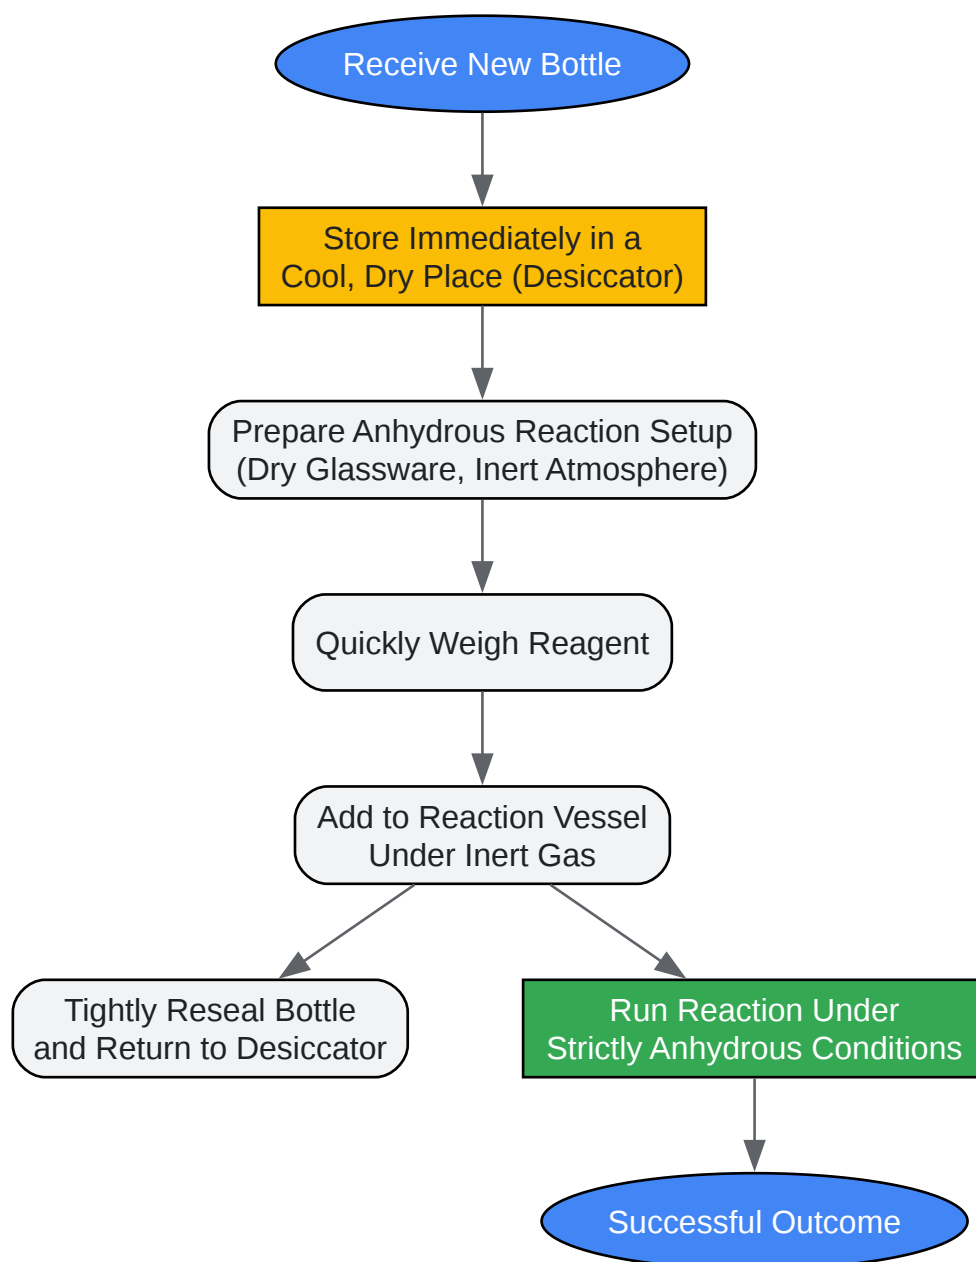 Receive New Bottle
Store Immediately in a
Cool, Dry Place (Desiccator)
Prepare Anhydrous Reaction Setup
(Dry Glassware, Inert Atmosphere)
Quickly Weigh Reagent
Add to Reaction Vessel
Under Inert Gas
Tightly Reseal Bottle
and Return to Desiccator
Run Reaction Under
Strictly Anhydrous Conditions
Successful Outcome